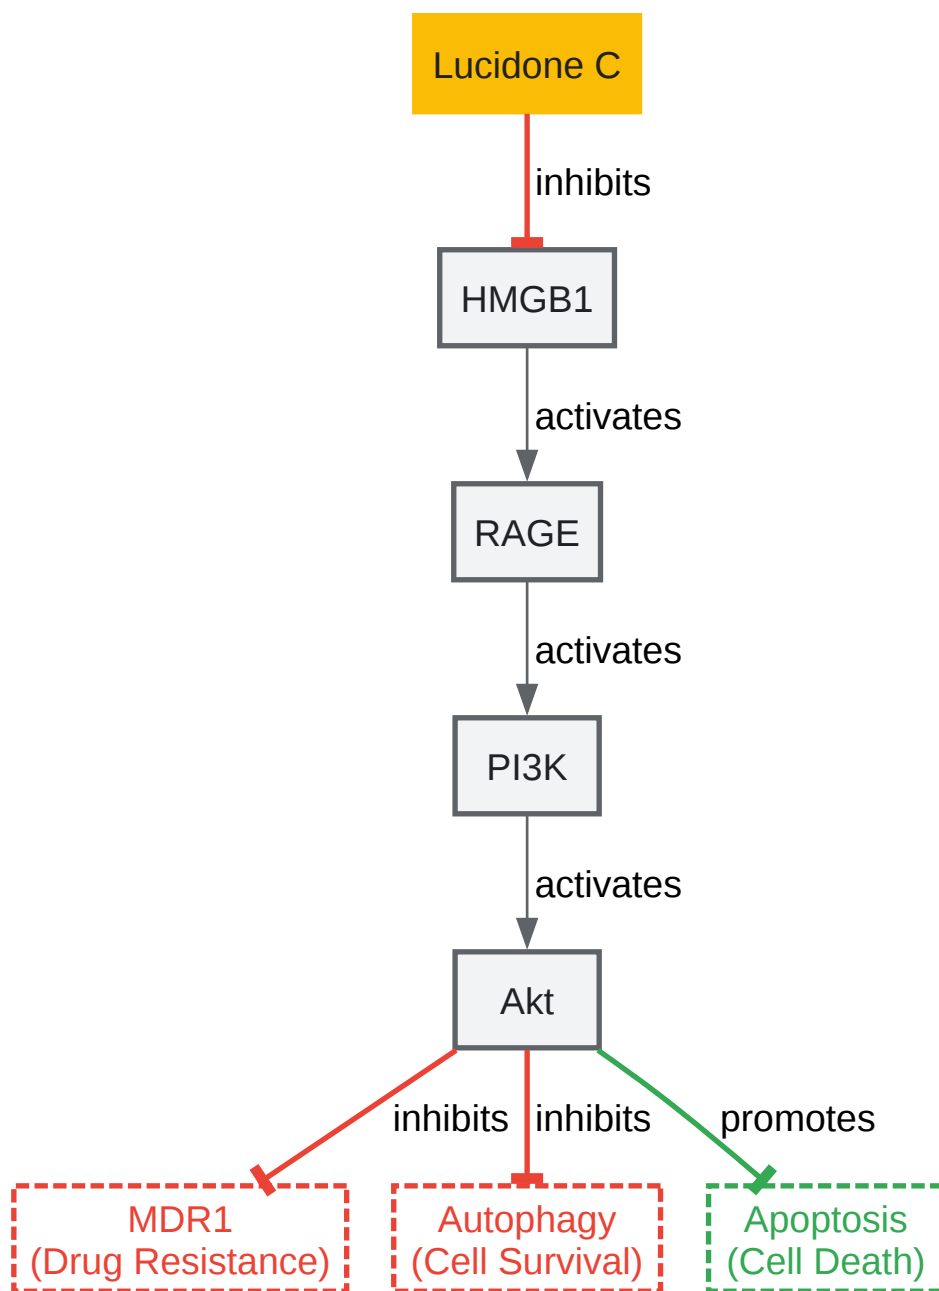 Lucidone C
inhibits
HMGB1
activates
RAGE
activates
PI3K
activates
Akt
inhibits
inhibits
promotes
MDR1
(Drug Resistance)
Autophagy
(Cell Survival)
Apoptosis
(Cell Death)